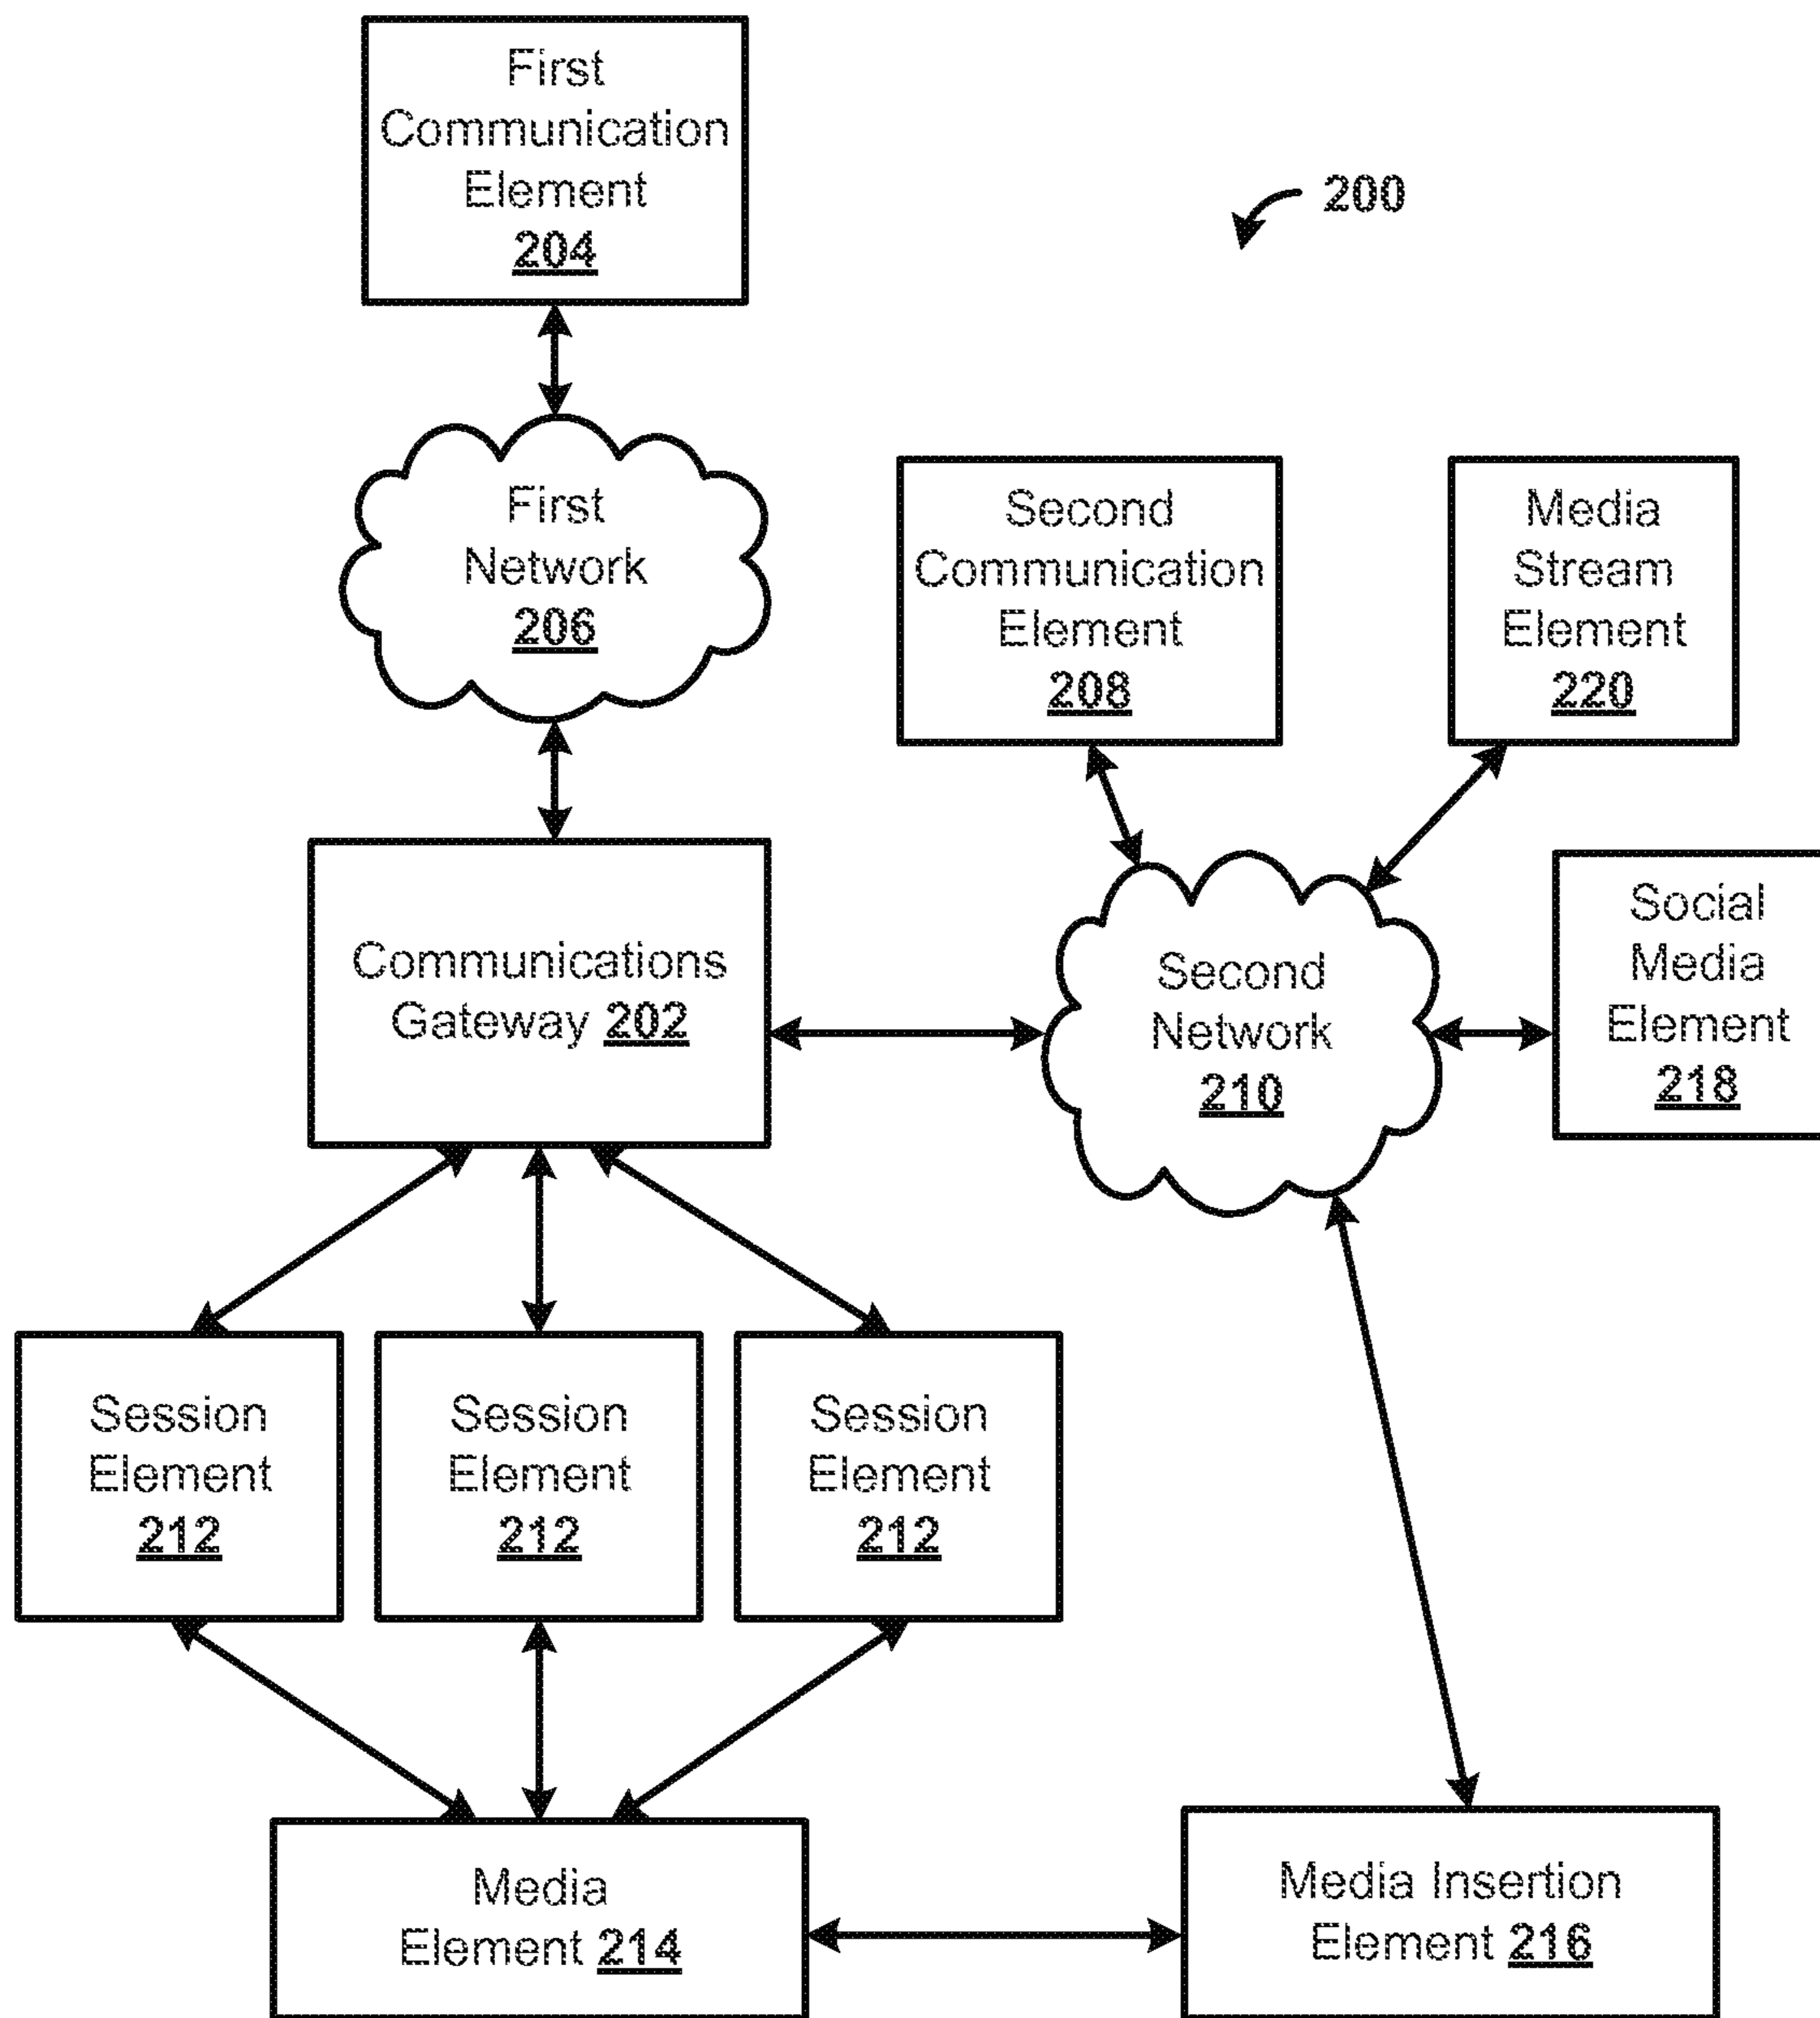 First
Communication
Element
204
200
First
Network
206
Second
Communication
Element
208
Media
Stream
Element
220
Communications
Gateway 202
Second
Network
210
Social
Media
Element
218
Session
Element
212
Session
Element
212
Session
Element
212
Media
Element 214
Media Insertion
Element 216